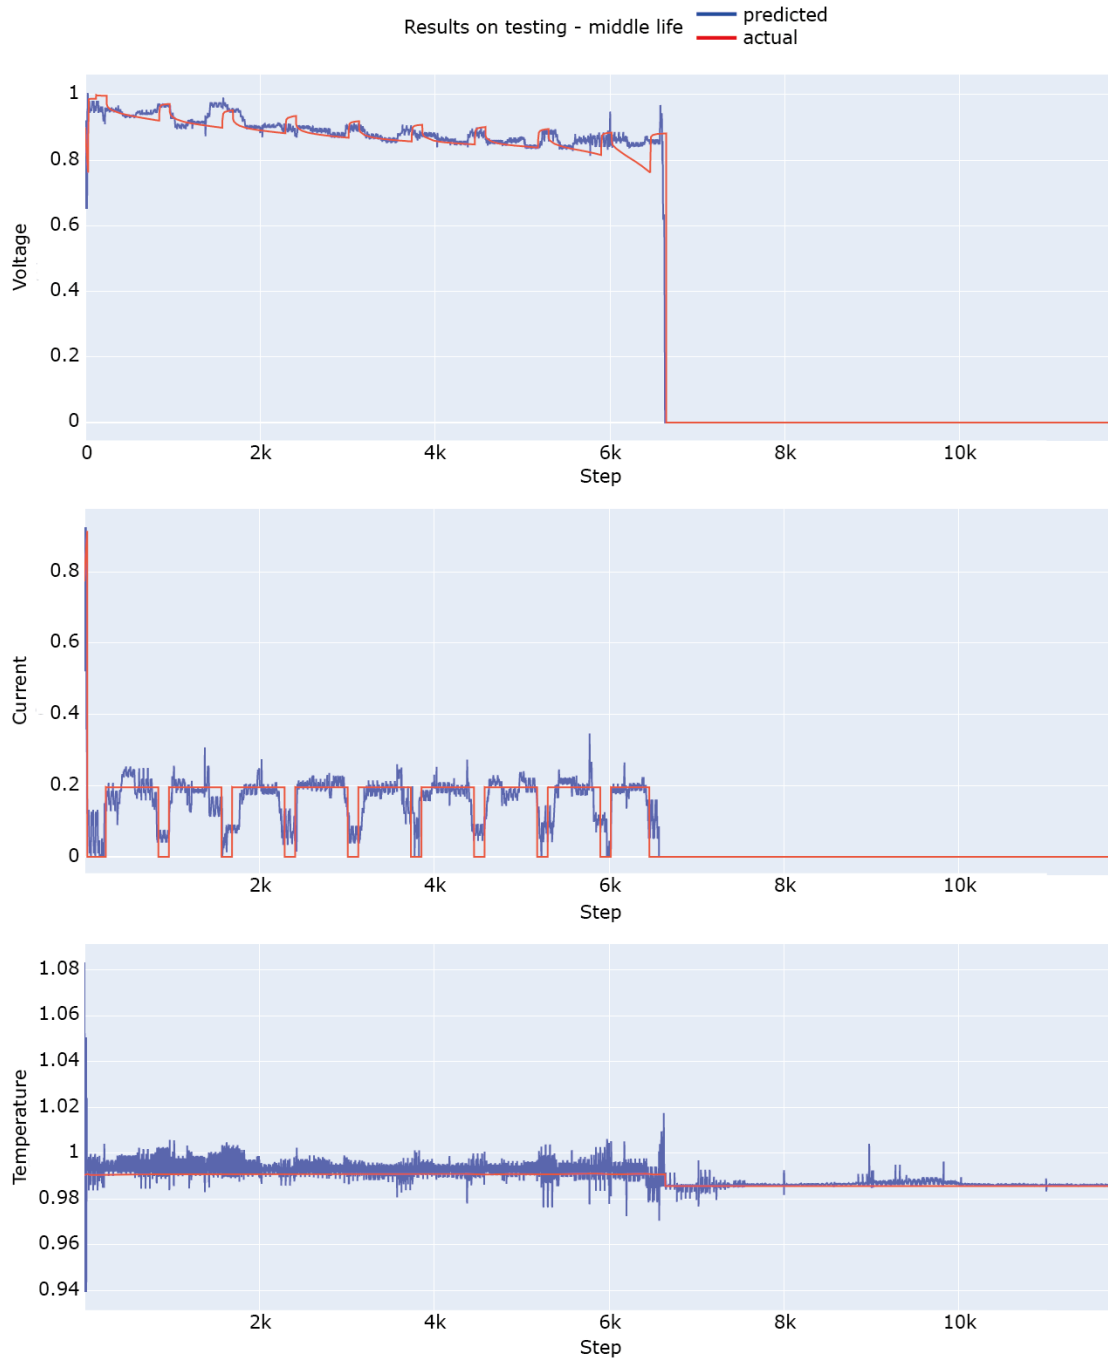 Results on testing - middle life
predicted
actual
1
0.8
0.6
0.4
0.2
0
Voltage
0 2k 4k 6k 8k 10k
Step
0.8
0.6
0.4
0.2
0
Current
2k 4k 6k 8k 10k
Step
1.08
1.06
1.04
1.02
1
0.98
0.96
0.94
Temperature
2k 4k 6k 8k 10k
Step